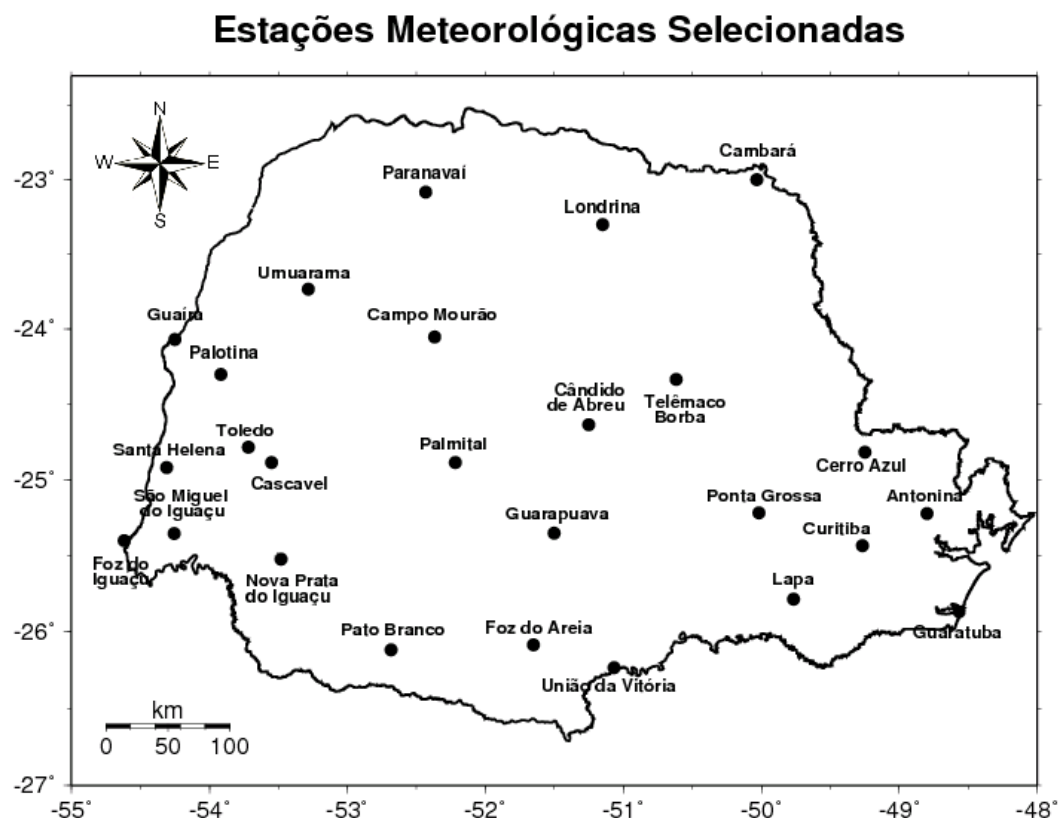 Estações Meteorológicas Selecionadas
N
W
E
S
Cambará
Paranavaí
Londrina
Umuarama
Guaíra
Campo Mourão
Palotina
Cândido
de Abreu
Telêmaco
Borba
Toledo
Santa Helena
Palmital
Cascavel
Cerro Azul
São Miguel
do Iguaçu
Ponta Grossa
Antonina
Guarapuava
Curitiba
Foz do
Iguaçu
Nova Prata
do Iguaçu
Lapa
Pato Branco
Foz do Areia
Guaratuba
União da Vitória
km
0 50 100
-23°
-24°
-25°
-26°
-27°
-55° -54° -53° -52° -51° -50° -49° -48°